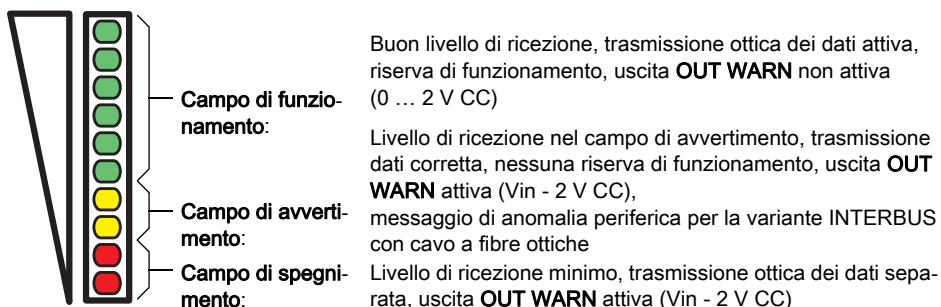 Campo di funzio-
namento:
Buon livello di ricezione, trasmissione ottica dei dati attiva,
riserva di funzionamento, uscita OUT WARN non attiva
(0 … 2 V CC)
Campo di avverti-
mento:
Livello di ricezione nel campo di avvertimento, trasmissione
dati corretta, nessuna riserva di funzionamento, uscita OUT
WARN attiva (Vin - 2 V CC),
messaggio di anomalia periferica per la variante INTERBUS
con cavo a fibre ottiche
Campo di spegni-
mento:
Livello di ricezione minimo, trasmissione ottica dei dati sepa-
rata, uscita OUT WARN attiva (Vin - 2 V CC)